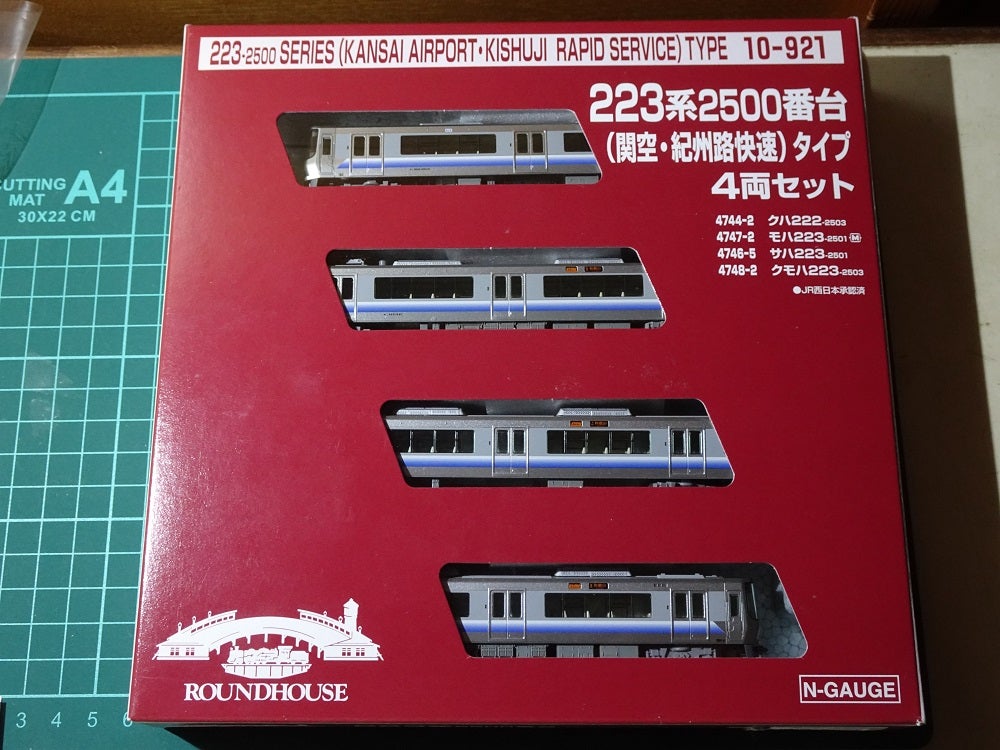 223-2500 SERIES (KANSAI AIRPORT・KISHUJI RAPID SERVICE) TYPE 10-921
223系2500番台
(関空・紀州路快速) タイプ
4両セット
4744-2 クハ222-2503
4747-2 モハ223-2501 M
4746-5 サハ223-2501
4748-2 クモハ223-2503
●JR西日本承認済
CUTTING
MAT
A4
30X22 CM
ROUNDHOUSE
N-GAUGE
3 4 5 6